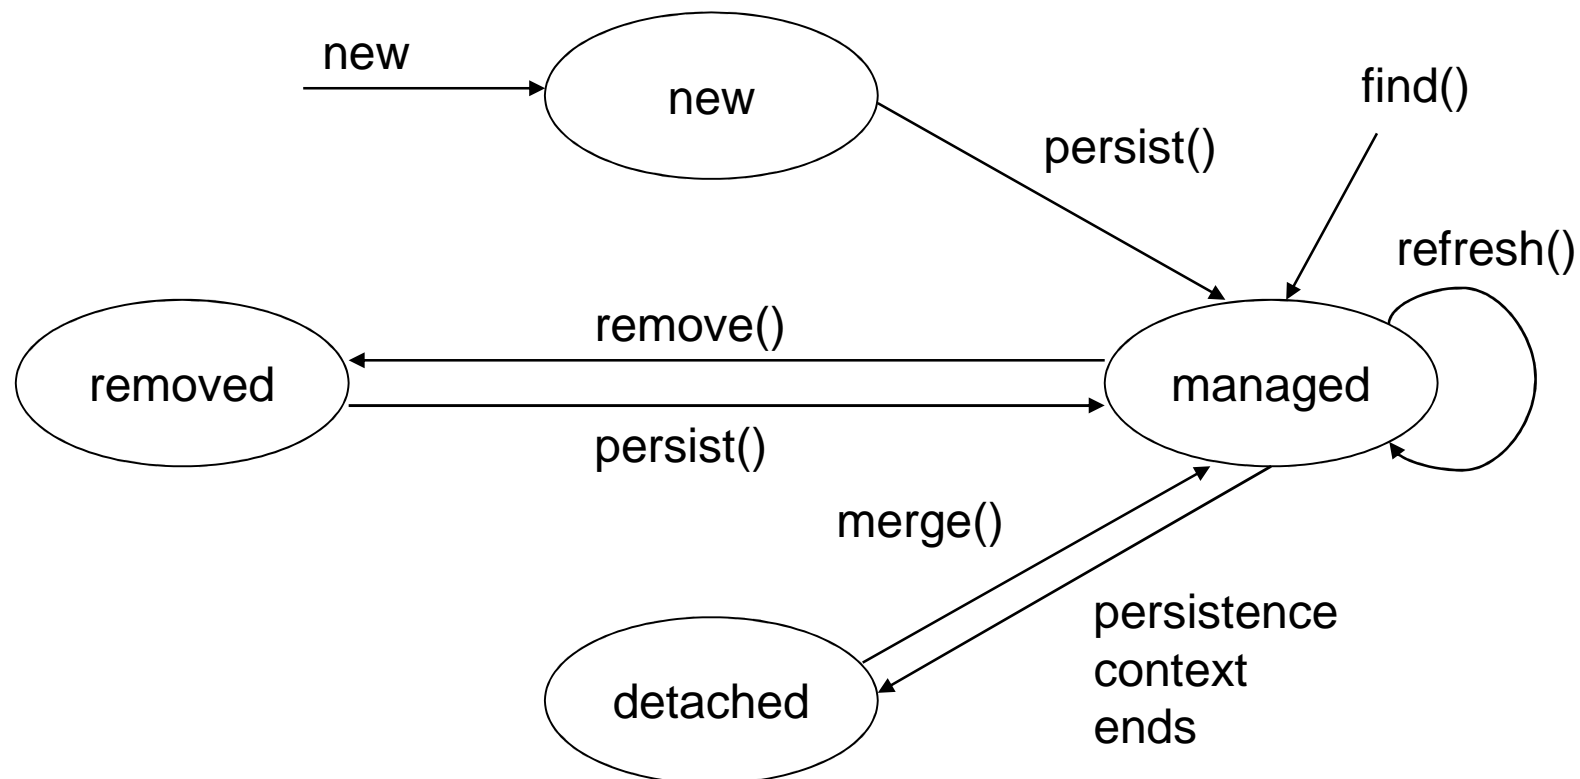 new
new
find()
persist()
refresh()
remove()
removed
managed
persist()
merge()
persistence
context
ends
detached